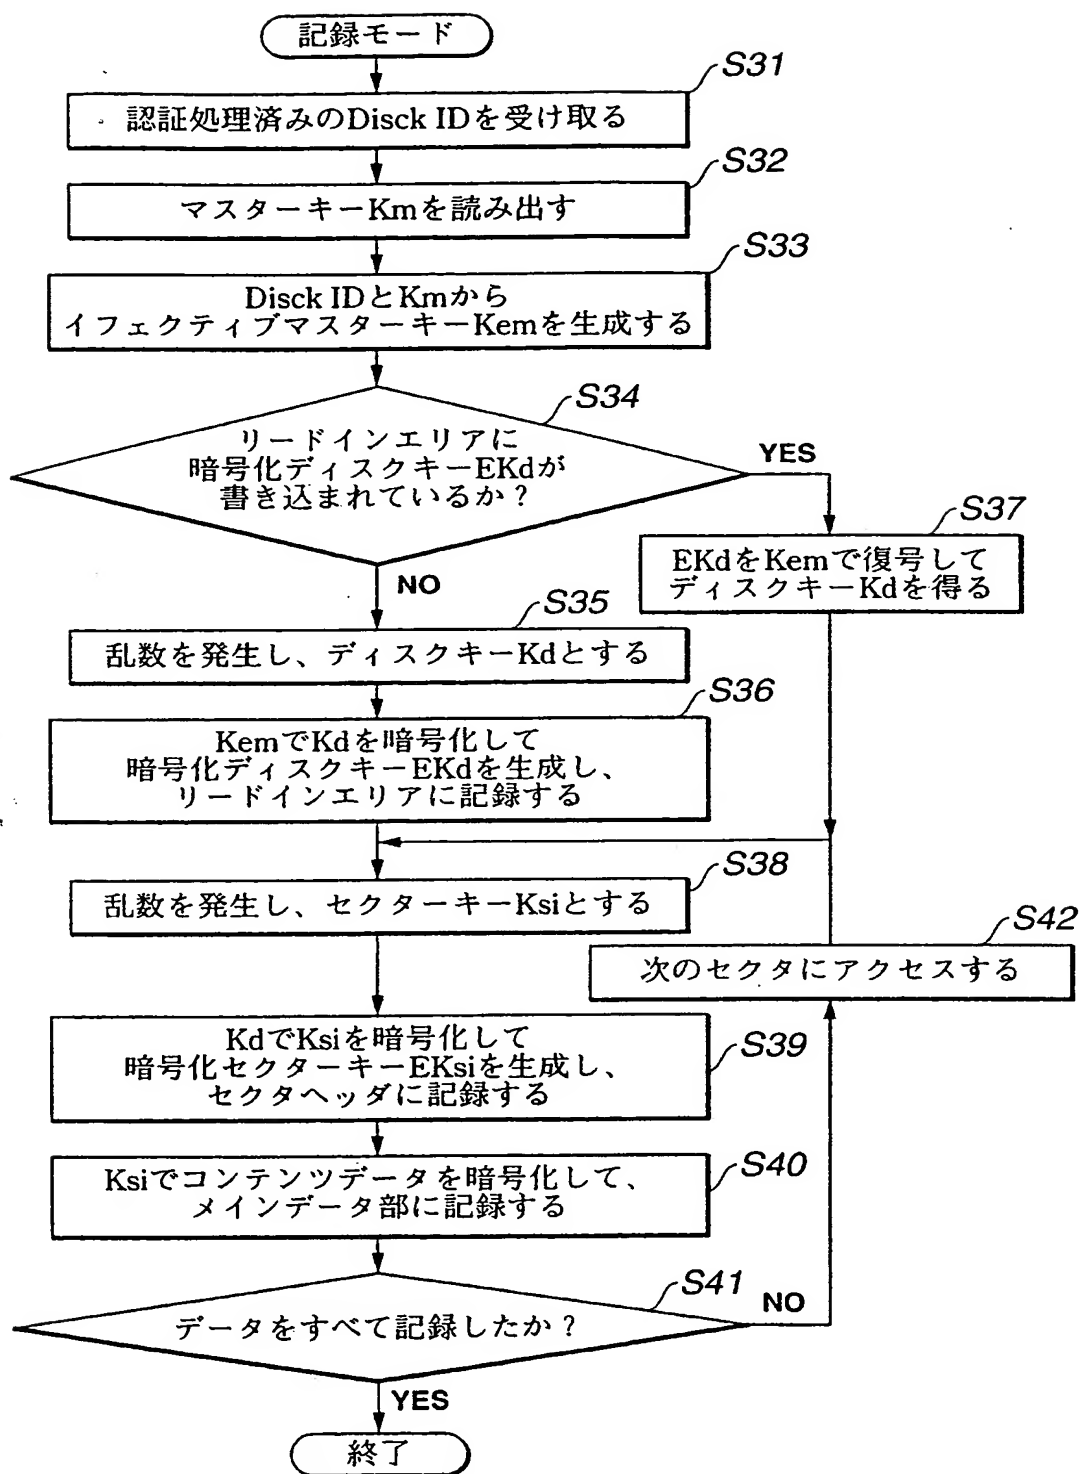 記録モード
S31
認証処理済みのDisck IDを受け取る
S32
マスターキーKmを読み出す
S33
Disck IDとKmから
イフェクティブマスターキーKemを生成する
S34
リードインエリアに
暗号化ディスクキーEKdが
書き込まれているか？
YES
S37
EKdをKemで復号して
ディスクキーKdを得る
NO
S35
乱数を発生し、ディスクキーKdとする
S36
KemでKdを暗号化して
暗号化ディスクキーEKdを生成し、
リードインエリアに記録する
S38
乱数を発生し、セクターキーKsiとする
S42
次のセクタにアクセスする
S39
KdでKsiを暗号化して
暗号化セクターキーEKsiを生成し、
セクタヘッダに記録する
S40
Ksiでコンテンツデータを暗号化して、
メインデータ部に記録する
S41
データをすべて記録したか？
NO
YES
終了